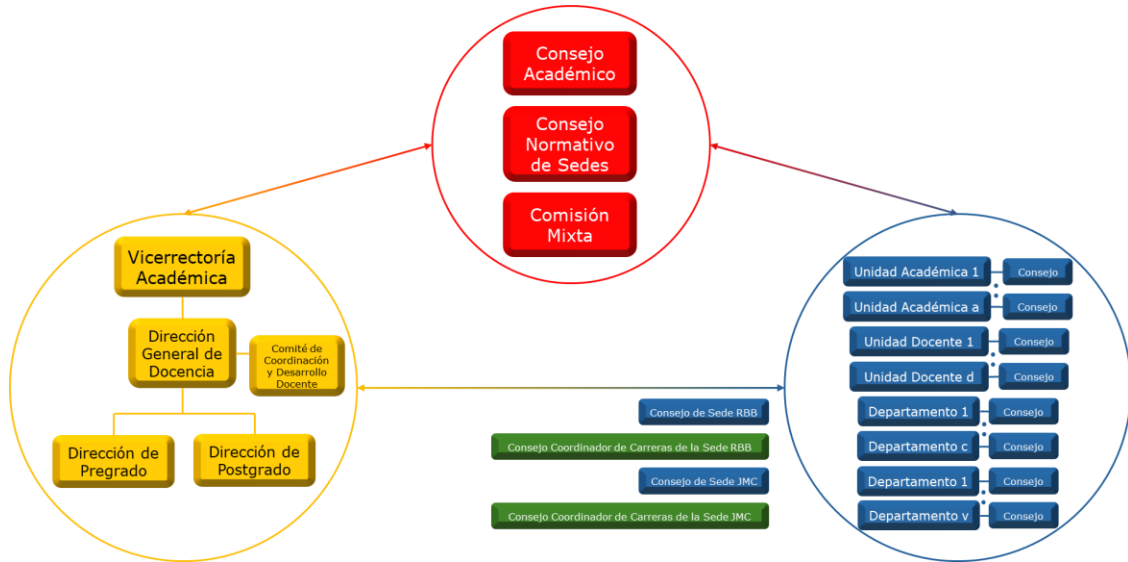 Consejo
Académico
Consejo
Normativo
de Sedes
Comisión
Mixta
Vicerrectoría
Académica
Dirección
General de
Docencia
Comité de
Coordinación
y Desarrollo
Docente
Dirección de
Pregrado
Dirección de
Postgrado
Consejo de Sede RBB
Consejo Coordinador de Carreras de la Sede RBB
Consejo de Sede JMC
Consejo Coordinador de Carreras de la Sede JMC
Unidad Académica 1
Consejo
Unidad Académica a
Consejo
Unidad Docente 1
Consejo
Unidad Docente d
Consejo
Departamento 1
Consejo
Departamento c
Consejo
Departamento 1
Consejo
Departamento v
Consejo